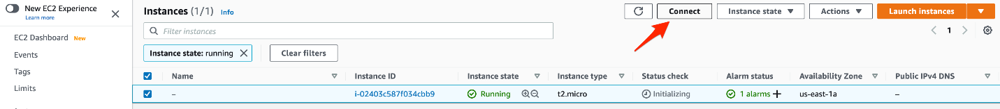 New EC2 Experience
Learn more
EC2 Dashboard New
Events
Tags
Limits
Instances (1/1) Info
Connect
Instance state
Actions
Launch instances
Filter instances
1
Instance state: running
Clear filters
Name Instance ID Instance state Instance type Status check Alarm status Availability Zone Public IPv4 DNS
– i-02403c587f034cbb9 Running t2.micro Initializing 1 alarms + us-east-1a –